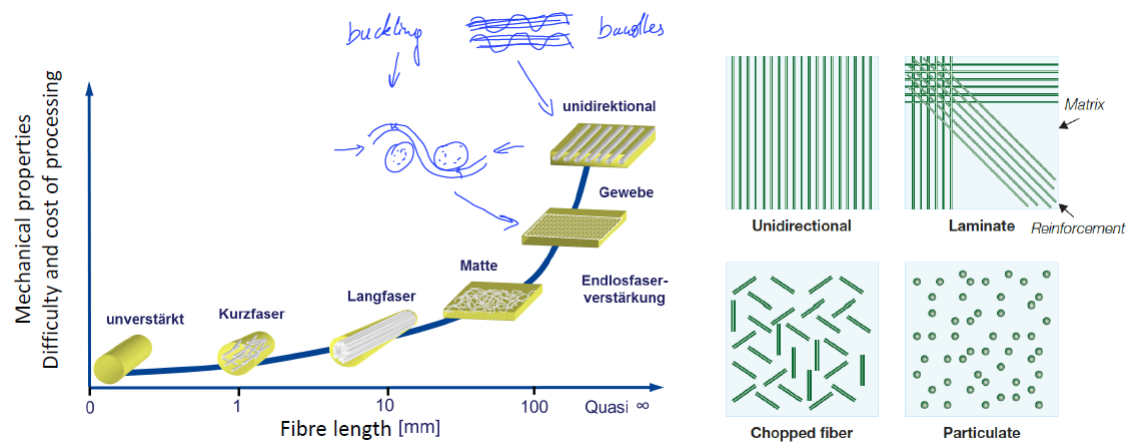 buckling
bundles
unidirektional
Gewebe
Matte
Endlosfaser-
verstärkung
Langfaser
Kurzfaser
unverstärkt
Mechanical properties
Difficulty and cost of processing
0
1
10
100
Quasi ∞
Fibre length [mm]
Matrix
Reinforcement
Unidirectional
Laminate
Chopped fiber
Particulate